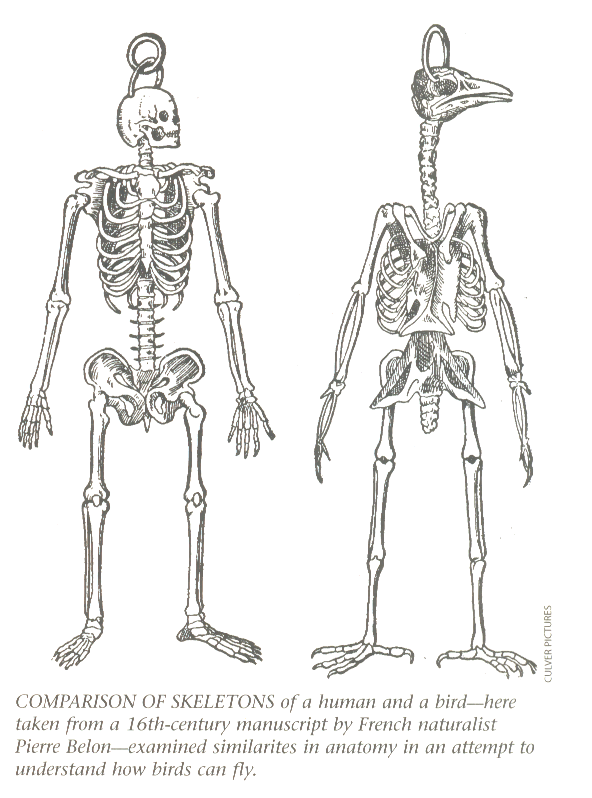 CULVER PICTURES
COMPARISON OF SKELETONS of a human and a bird—here
taken from a 16th-century manuscript by French naturalist
Pierre Belon—examined similarites in anatomy in an attempt to
understand how birds can fly.